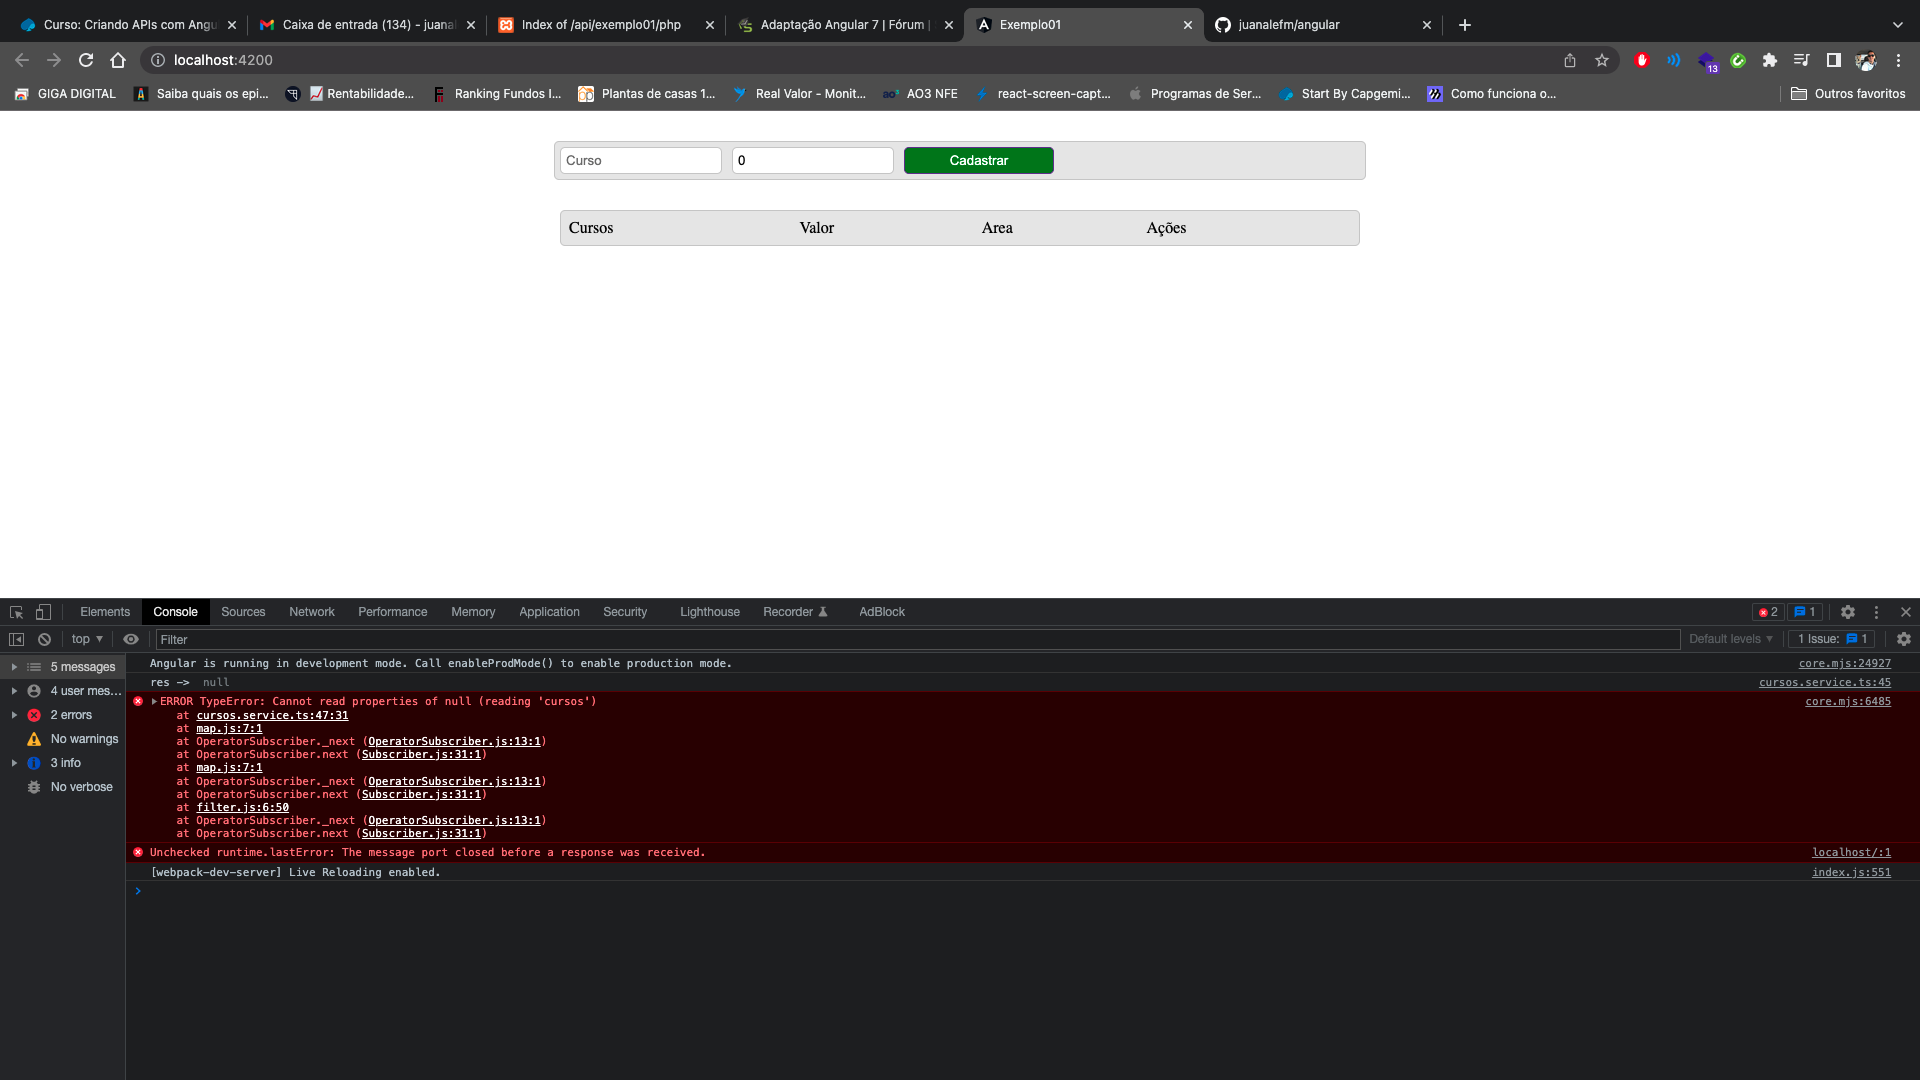 Curso: Criando APIs com Angu
Caixa de entrada (134) - juanal
Index of /api/exemplo01/php
Adaptação Angular 7 | Fórum |
Exemplo01
juanalefm/angular
localhost:4200
13
GIGA DIGITAL
Saiba quais os epi...
Rentabilidade...
Ranking Fundos I...
Plantas de casas 1...
Real Valor - Monit...
AO3 NFE
react-screen-capt...
Programas de Ser...
Start By Capgemi...
Como funciona o...
Outros favoritos
Curso
0
Cadastrar
Cursos Valor Area Ações
Elements Console Sources Network Performance Memory Application Security Lighthouse Recorder AdBlock
2 1
top Filter Default levels 1 Issue: 1
5 messages
4 user mes...
2 errors
No warnings
3 info
No verbose
Angular is running in development mode. Call enableProdMode() to enable production mode. core.mjs:24927
res -> null cursos.service.ts:45
ERROR TypeError: Cannot read properties of null (reading 'cursos') core.mjs:6485
at cursos.service.ts:47:31
at map.js:7:1
at OperatorSubscriber._next (OperatorSubscriber.js:13:1)
at OperatorSubscriber.next (Subscriber.js:31:1)
at map.js:7:1
at OperatorSubscriber._next (OperatorSubscriber.js:13:1)
at OperatorSubscriber.next (Subscriber.js:31:1)
at filter.js:6:50
at OperatorSubscriber._next (OperatorSubscriber.js:13:1)
at OperatorSubscriber.next (Subscriber.js:31:1)
Unchecked runtime.lastError: The message port closed before a response was received. localhost/:1
[webpack-dev-server] Live Reloading enabled. index.js:551